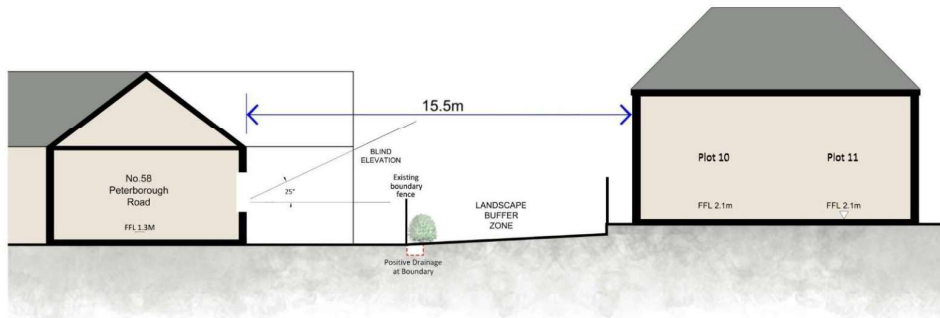 15.5m
BLIND
ELEVATION
25°
No.58
Peterborough
Road
FFL 1.3M
Existing
boundary
fence
LANDSCAPE
BUFFER
ZONE
Positive Drainage
at Boundary
Plot 10
Plot 11
FFL 2.1m
FFL 2.1m